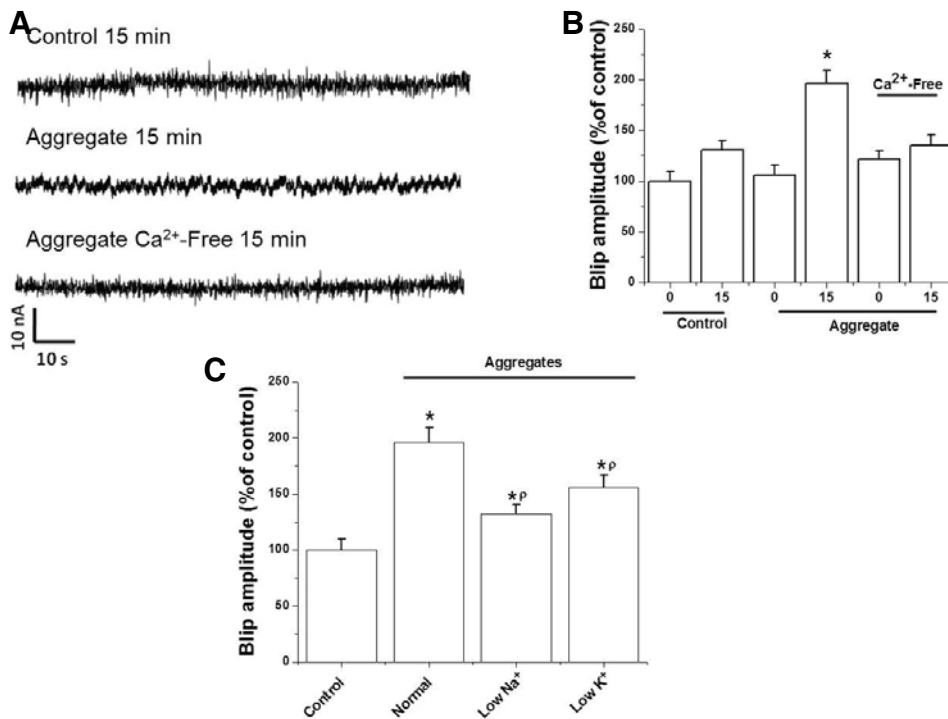 A
Control 15 min
Aggregate 15 min
Aggregate Ca²⁺-Free 15 min
10 nA
10 s
B
Blip amplitude (%of control)
250
200
150
100
50
0
*
Ca²⁺-Free
0 15 0 15 0 15
Control Aggregate
C
Aggregates
Blip amplitude (%of control)
250
200
150
100
50
0
*
*ρ
*ρ
Control Normal Low Na⁺ Low K⁺